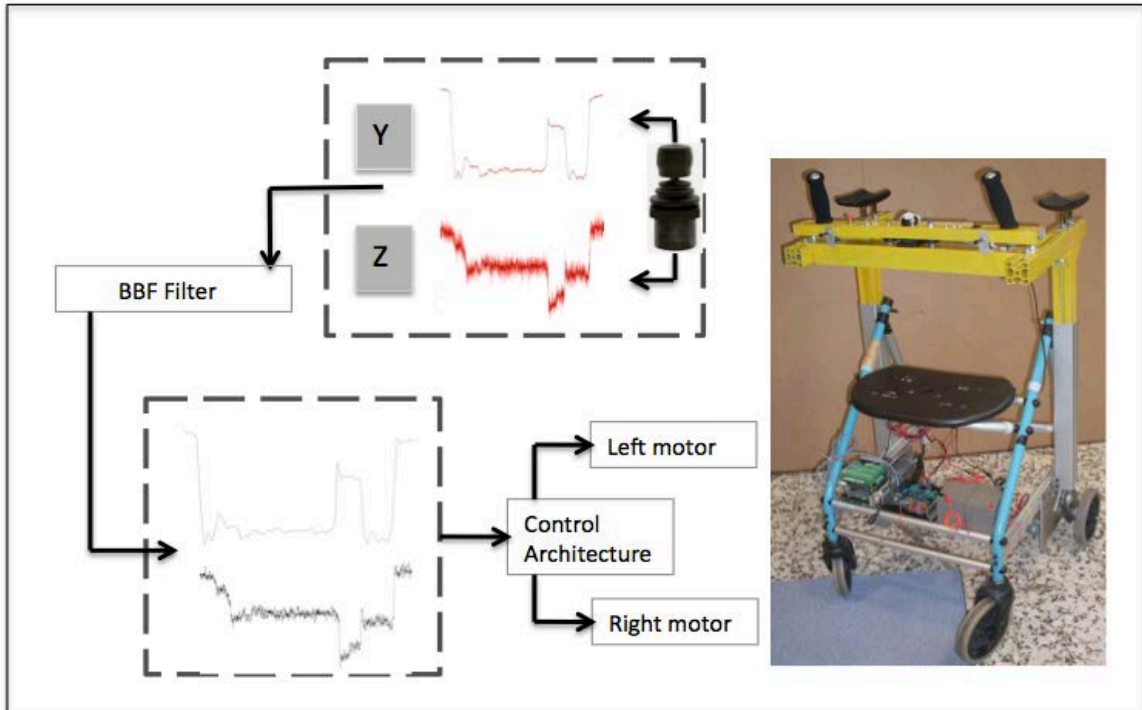 Y
Z
BBF Filter
Left motor
Control
Architecture
Right motor